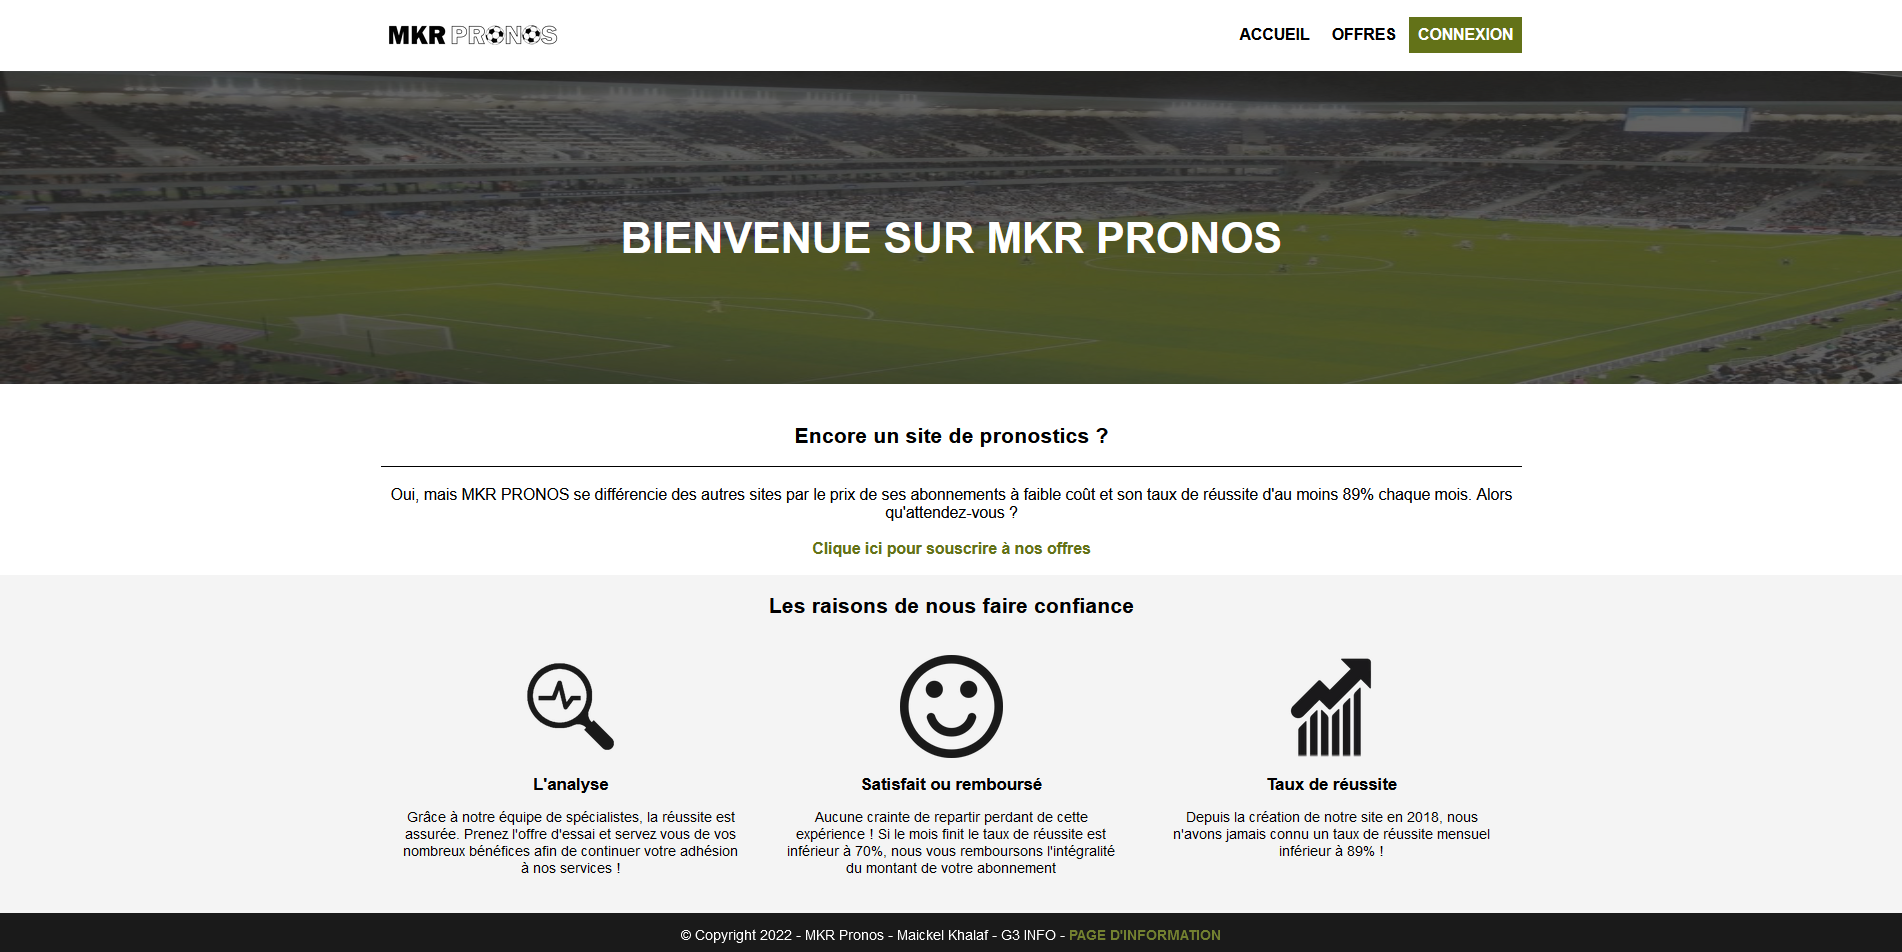 MKR PRONOS
ACCUEIL OFFRES CONNEXION
BIENVENUE SUR MKR PRONOS
Encore un site de pronostics ?
Oui, mais MKR PRONOS se différencie des autres sites par le prix de ses abonnements à faible coût et son taux de réussite d'au moins 89% chaque mois. Alors
qu'attendez-vous ?
Clique ici pour souscrire à nos offres
Les raisons de nous faire confiance
L'analyse
Grâce à notre équipe de spécialistes, la réussite est
assurée. Prenez l'offre d'essai et servez vous de vos
nombreux bénéfices afin de continuer votre adhésion
à nos services !
Satisfait ou remboursé
Aucune crainte de repartir perdant de cette
expérience ! Si le mois finit le taux de réussite est
inférieur à 70%, nous vous remboursons l'intégralité
du montant de votre abonnement
Taux de réussite
Depuis la création de notre site en 2018, nous
n'avons jamais connu un taux de réussite mensuel
inférieur à 89% !
© Copyright 2022 - MKR Pronos - Maickel Khalaf - G3 INFO - PAGE D'INFORMATION